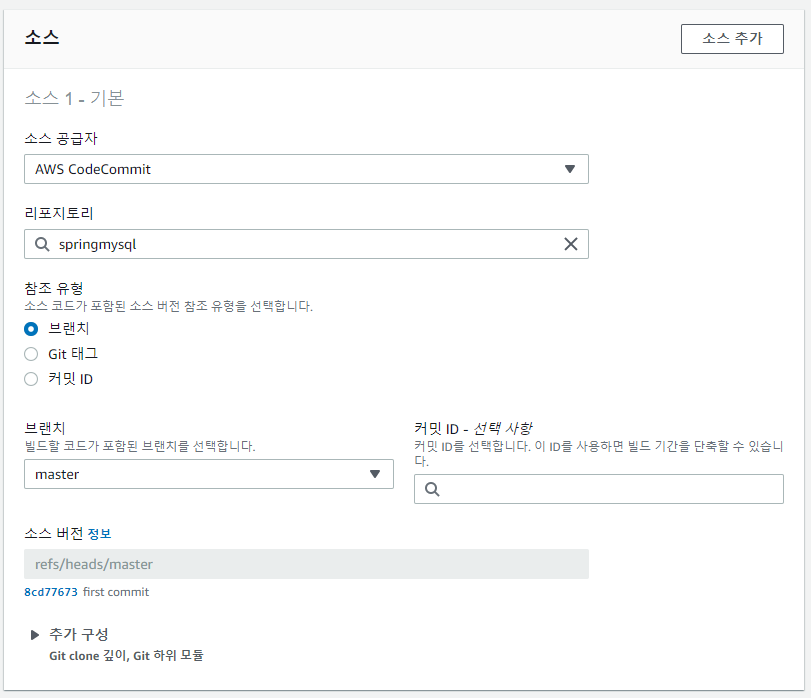 소스
소스 추가
소스 1 - 기본
소스 공급자
AWS CodeCommit
리포지토리
springmysql
참조 유형
소스 코드가 포함된 소스 버전 참조 유형을 선택합니다.
브랜치
Git 태그
커밋 ID
브랜치
빌드할 코드가 포함된 브랜치를 선택합니다.
master
커밋 ID - 선택 사항
커밋 ID를 선택합니다. 이 ID를 사용하면 빌드 기간을 단축할 수 있습니
다.
소스 버전 정보
refs/heads/master
8cd77673 first commit
추가 구성
Git clone 깊이, Git 하위 모듈